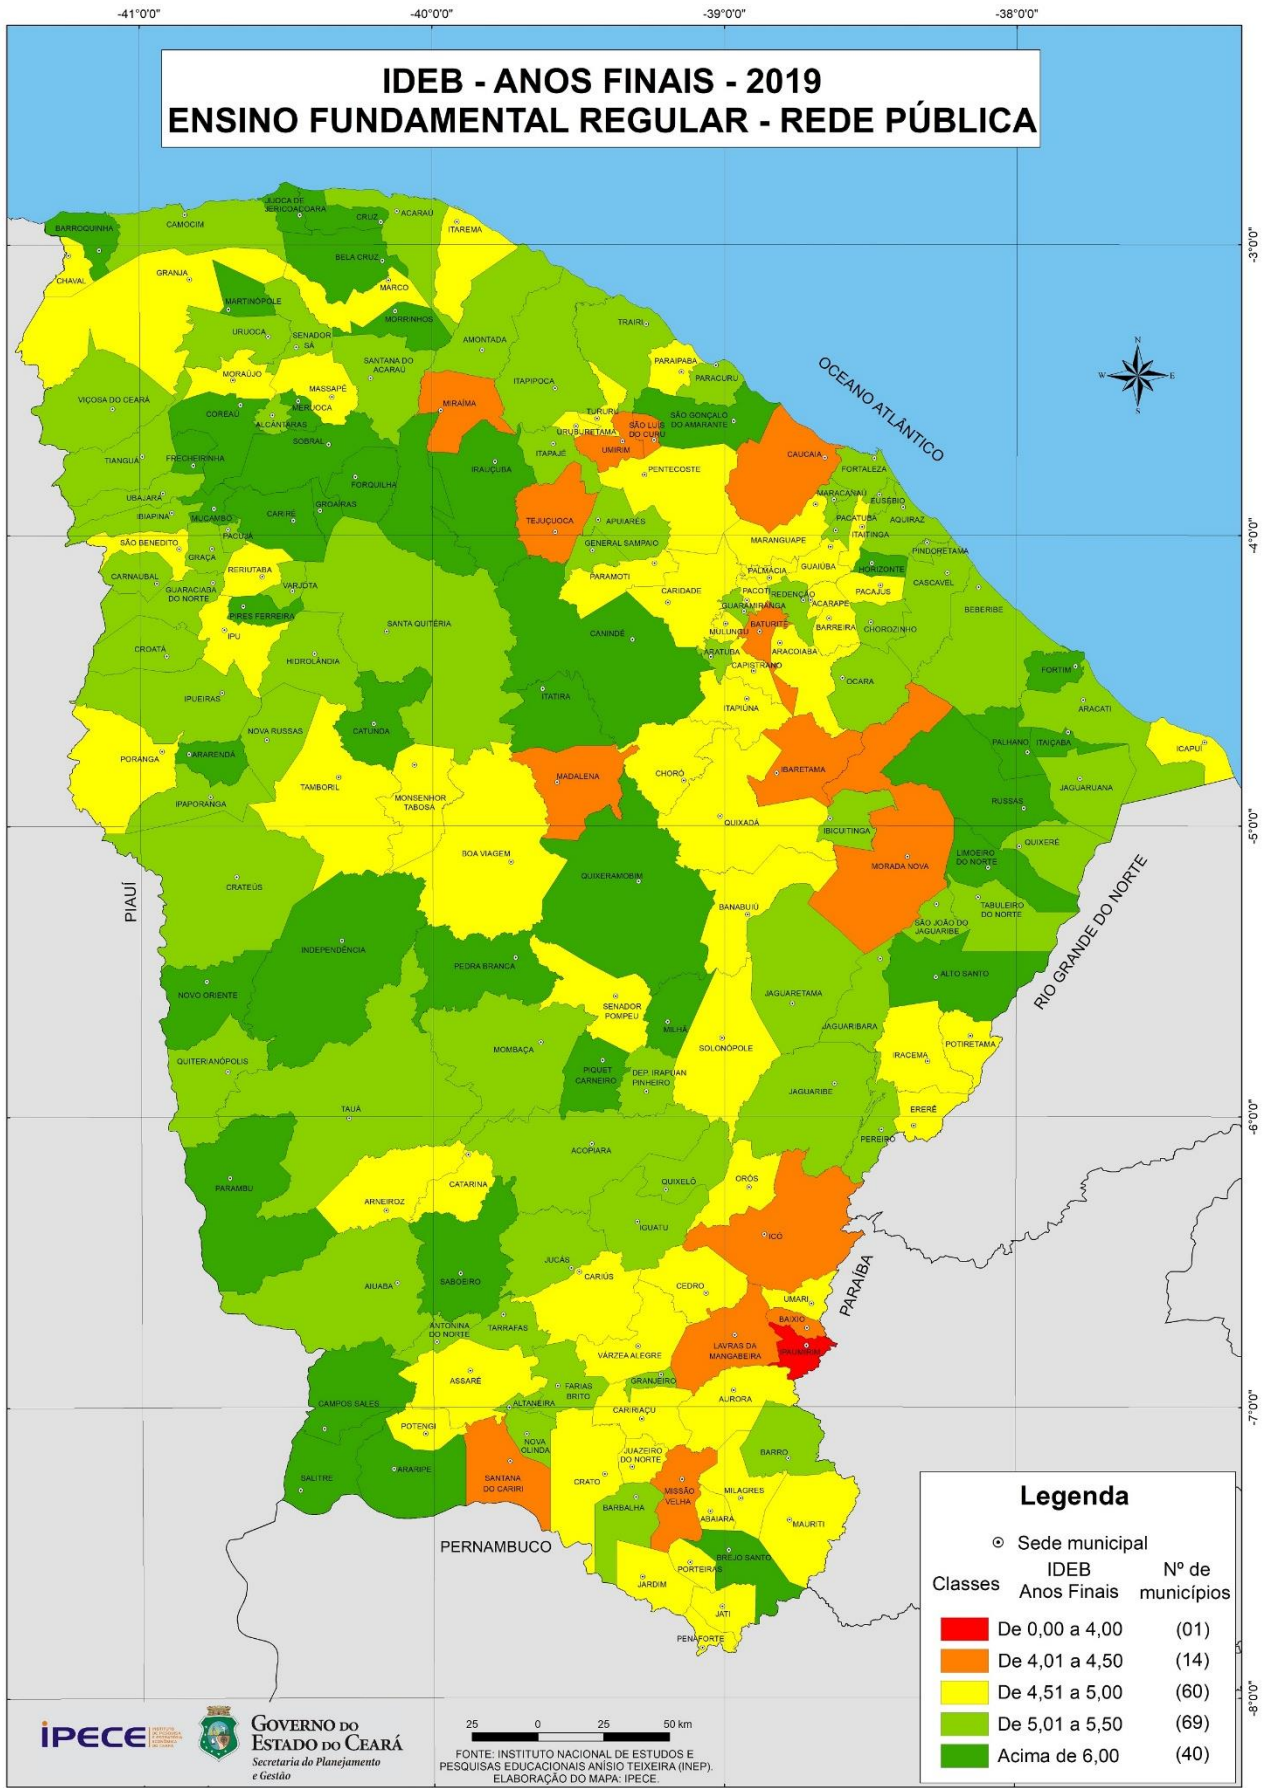 -41°0'0"
-40°0'0"
-39°0'0"
-38°0'0"
IDEB - ANOS FINAIS - 2019
ENSINO FUNDAMENTAL REGULAR - REDE PÚBLICA
JIJOCA DE
JERICOACOARA
CRUZ
ACARAÚ
BARROQUINHA
CAMOCIM
ITAREMA
-3°0'0"
BELA CRUZ
CHAVAL
GRANJA
MARCO
MARTINÓPOLE
MORRINHOS
TRAIRI
URUOCA
SENADOR
SÁ
AMONTADA
SANTANA DO
ACARAÚ
PARAIPABA
PARACURU
OCEANO ATLÂNTICO
N
W
E
S
MORAÚJO
MASSAPÊ
ITAPIPOCA
VIÇOSA DO CEARÁ
MIRAÍMA
MERUOCA
COREAÚ
ALCÂNTARAS
TURURU
SÃO GONÇALO
DO AMARANTE
SÃO LUÍS
DO CURU
URUBURETAMA
SOBRAL
UMIRIM
ITAPAJÉ
CAUCAIA
TIANGUÁ
FRECHEIRINHA
IRAUÇUBA
PENTECOSTE
FORTALEZA
FORQUILHA
UBAJARA
MARACANAÚ
EUSÉBIO
GROAÍRAS
IBIAPINA
MUCAMBO
CARIRÉ
TEJUÇUOCA
APUIARÉS
PACATUBA
AQUIRAZ
PACUJÁ
ITAITINGA
SÃO BENEDITO
GENERAL SAMPAIO
MARANGUAPE
-4°0'0"
GRAÇA
PINDORETAMA
RERIUTABA
GUAIÚBA
HORIZONTE
CARNAUBAL
PARAMOTI
PALMÁCIA
CASCAVEL
GUARACIABA
DO NORTE
VARJOTA
CARIDADE
PACOTI
REDENÇÃO
PACAJUS
BEBERIBE
GUARAMIRANGA
ACARAPE
PIRES FERREIRA
SANTA QUITÉRIA
MULUNGU
BATURITÉ
BARREIRA
CHOROZINHO
IPU
CANINDÉ
CROATÁ
ARATUBA
ARACOIABA
HIDROLÂNDIA
CAPISTRANO
FORTIM
OCARA
IPUEIRAS
ITATIRA
ITAPIÚNA
ARACATI
NOVA RUSSAS
CATUNDA
PALHANO
ITAIÇABA
ICAPUÍ
PORANGA
ARARENDÁ
CHORÓ
IBARETAMA
MADALENA
JAGUARUANA
TAMBORIL
MONSENHOR
TABOSA
IPAPORANGA
RUSSAS
QUIXADÁ
IBICUITINGA
-5°0'0"
QUIXERÉ
BOA VIAGEM
LIMOEIRO
DO NORTE
MORADA NOVA
QUIXERAMOBIM
CRATEÚS
PIAUÍ
TABULEIRO
DO NORTE
BANABUIÚ
SÃO JOÃO DO
JAGUARIBE
RIO GRANDE DO NORTE
INDEPENDÊNCIA
PEDRA BRANCA
ALTO SANTO
NOVO ORIENTE
JAGUARETAMA
SENADOR
POMPEU
JAGUARIBARA
MILHÃ
SOLONÓPOLE
MOMBAÇA
POTIRETAMA
IRACEMA
QUITERIANÓPOLIS
PIQUET
CARNEIRO
DEP. IRAPUAN
PINHEIRO
JAGUARIBE
TAUÁ
ERERÊ
-6°0'0"
PEREIRO
ACOPIARA
ORÓS
CATARINA
QUIXELÔ
PARAMBU
ARNEIROZ
IGUATU
ICÓ
JUCÁS
CARIÚS
SABOEIRO
AIUABA
CEDRO
PARAÍBA
UMARI
BAIXIO
ANTONINA
DO NORTE
TARRAFAS
LAVRAS DA
MANGABEIRA
IPAUMIRIM
VÁRZEA ALEGRE
ASSARÉ
GRANJEIRO
FARIAS
BRITO
AURORA
CAMPOS SALES
ALTANEIRA
-7°0'0"
CARIRIAÇU
POTENGI
NOVA
OLINDA
JUAZEIRO
DO NORTE
BARRO
ARARIPE
SALITRE
SANTANA
DO CARIRI
CRATO
MISSÃO
VELHA
MILAGRES
BARBALHA
ABAIARA
MAURITI
PERNAMBUCO
BREJO SANTO
PORTEIRAS
JARDIM
JATI
PENAFORTE
-8°0'0"
Legenda
Sede municipal
Classes
IDEB
Anos Finais
Nº de
municípios
De 0,00 a 4,00 (01)
De 4,01 a 4,50 (14)
De 4,51 a 5,00 (60)
De 5,01 a 5,50 (69)
Acima de 6,00 (40)
İPECE
GOVERNO DO
ESTADO DO CEARÁ
Secretaria do Planejamento
e Gestão
25 0 25 50 km
FONTE: INSTITUTO NACIONAL DE ESTUDOS E
PESQUISAS EDUCACIONAIS ANÍSIO TEIXEIRA (INEP).
ELABORAÇÃO DO MAPA: IPECE.